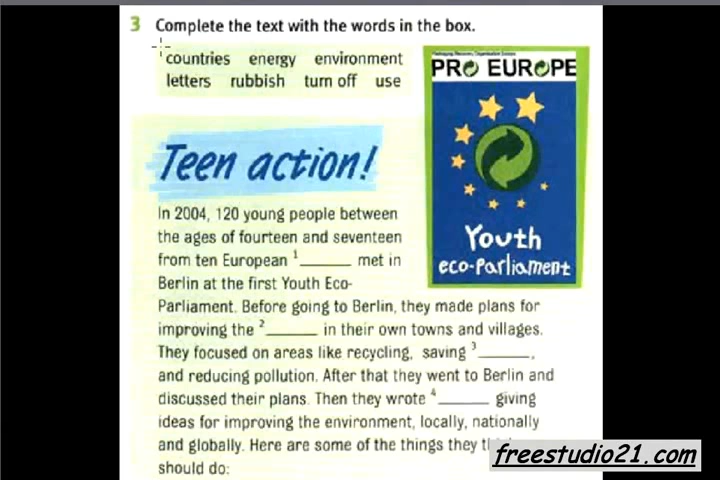 3 Complete the text with the words in the box.
countries energy environment
letters rubbish turn off use
PRO EUROPE
Youth
eco-Parliament
Teen action!
In 2004, 120 young people between
the ages of fourteen and seventeen
from ten European 1______ met in
Berlin at the first Youth Eco-
Parliament. Before going to Berlin, they made plans for
improving the 2______ in their own towns and villages.
They focused on areas like recycling, saving 3______,
and reducing pollution. After that they went to Berlin and
discussed their plans. Then they wrote 4______ giving
ideas for improving the environment, locally, nationally
and globally. Here are some of the things they
should do:
freestudio21.com